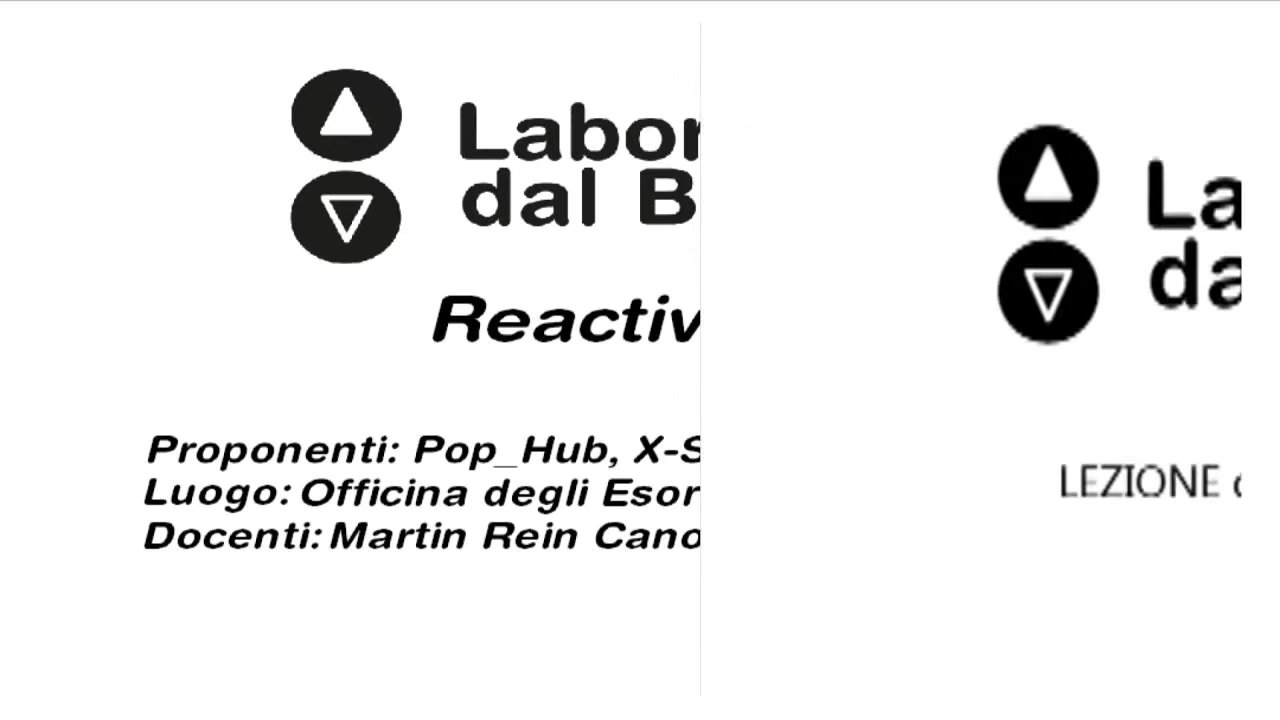 Labor
dal B
Reactiv
Proponenti: Pop_Hub, X-S
Luogo: Officina degli Esor
Docenti: Martin Rein Cano
La
da
LEZIONE